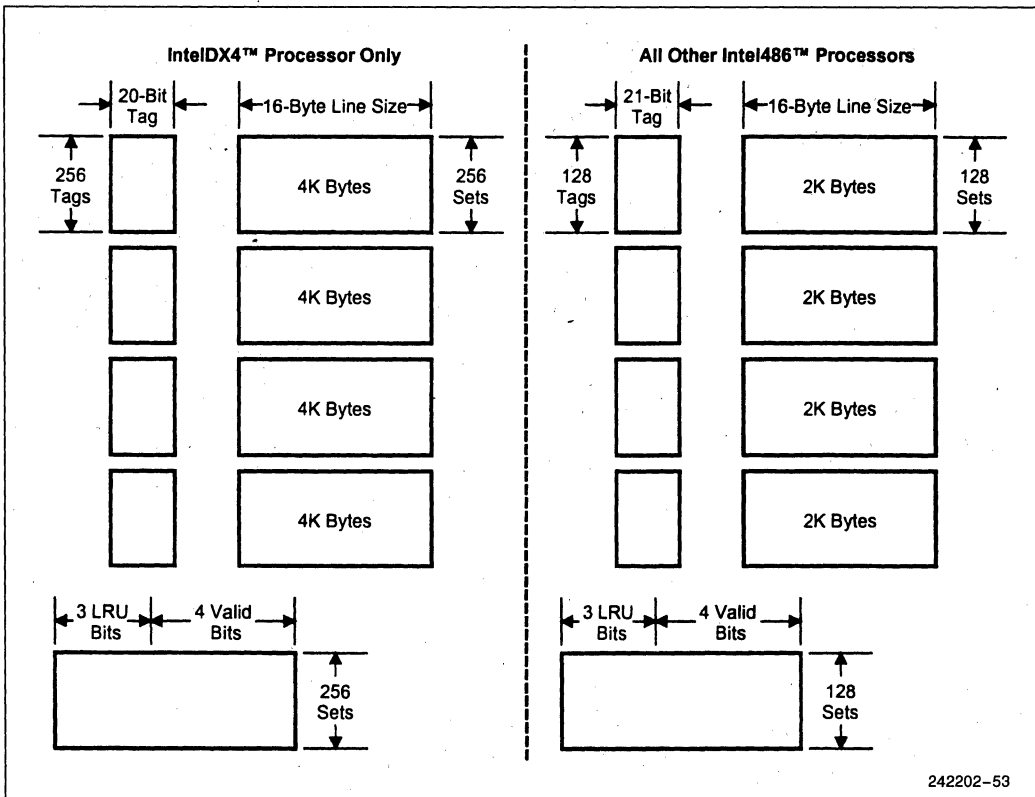 IntelDX4™ Processor Only
20-Bit
Tag
16-Byte Line Size
256
Tags
4K Bytes
256
Sets
4K Bytes
4K Bytes
4K Bytes
3 LRU
Bits
4 Valid
Bits
256
Sets
All Other Intel486™ Processors
21-Bit
Tag
16-Byte Line Size
128
Tags
2K Bytes
128
Sets
2K Bytes
2K Bytes
2K Bytes
3 LRU
Bits
4 Valid
Bits
128
Sets
242202-53